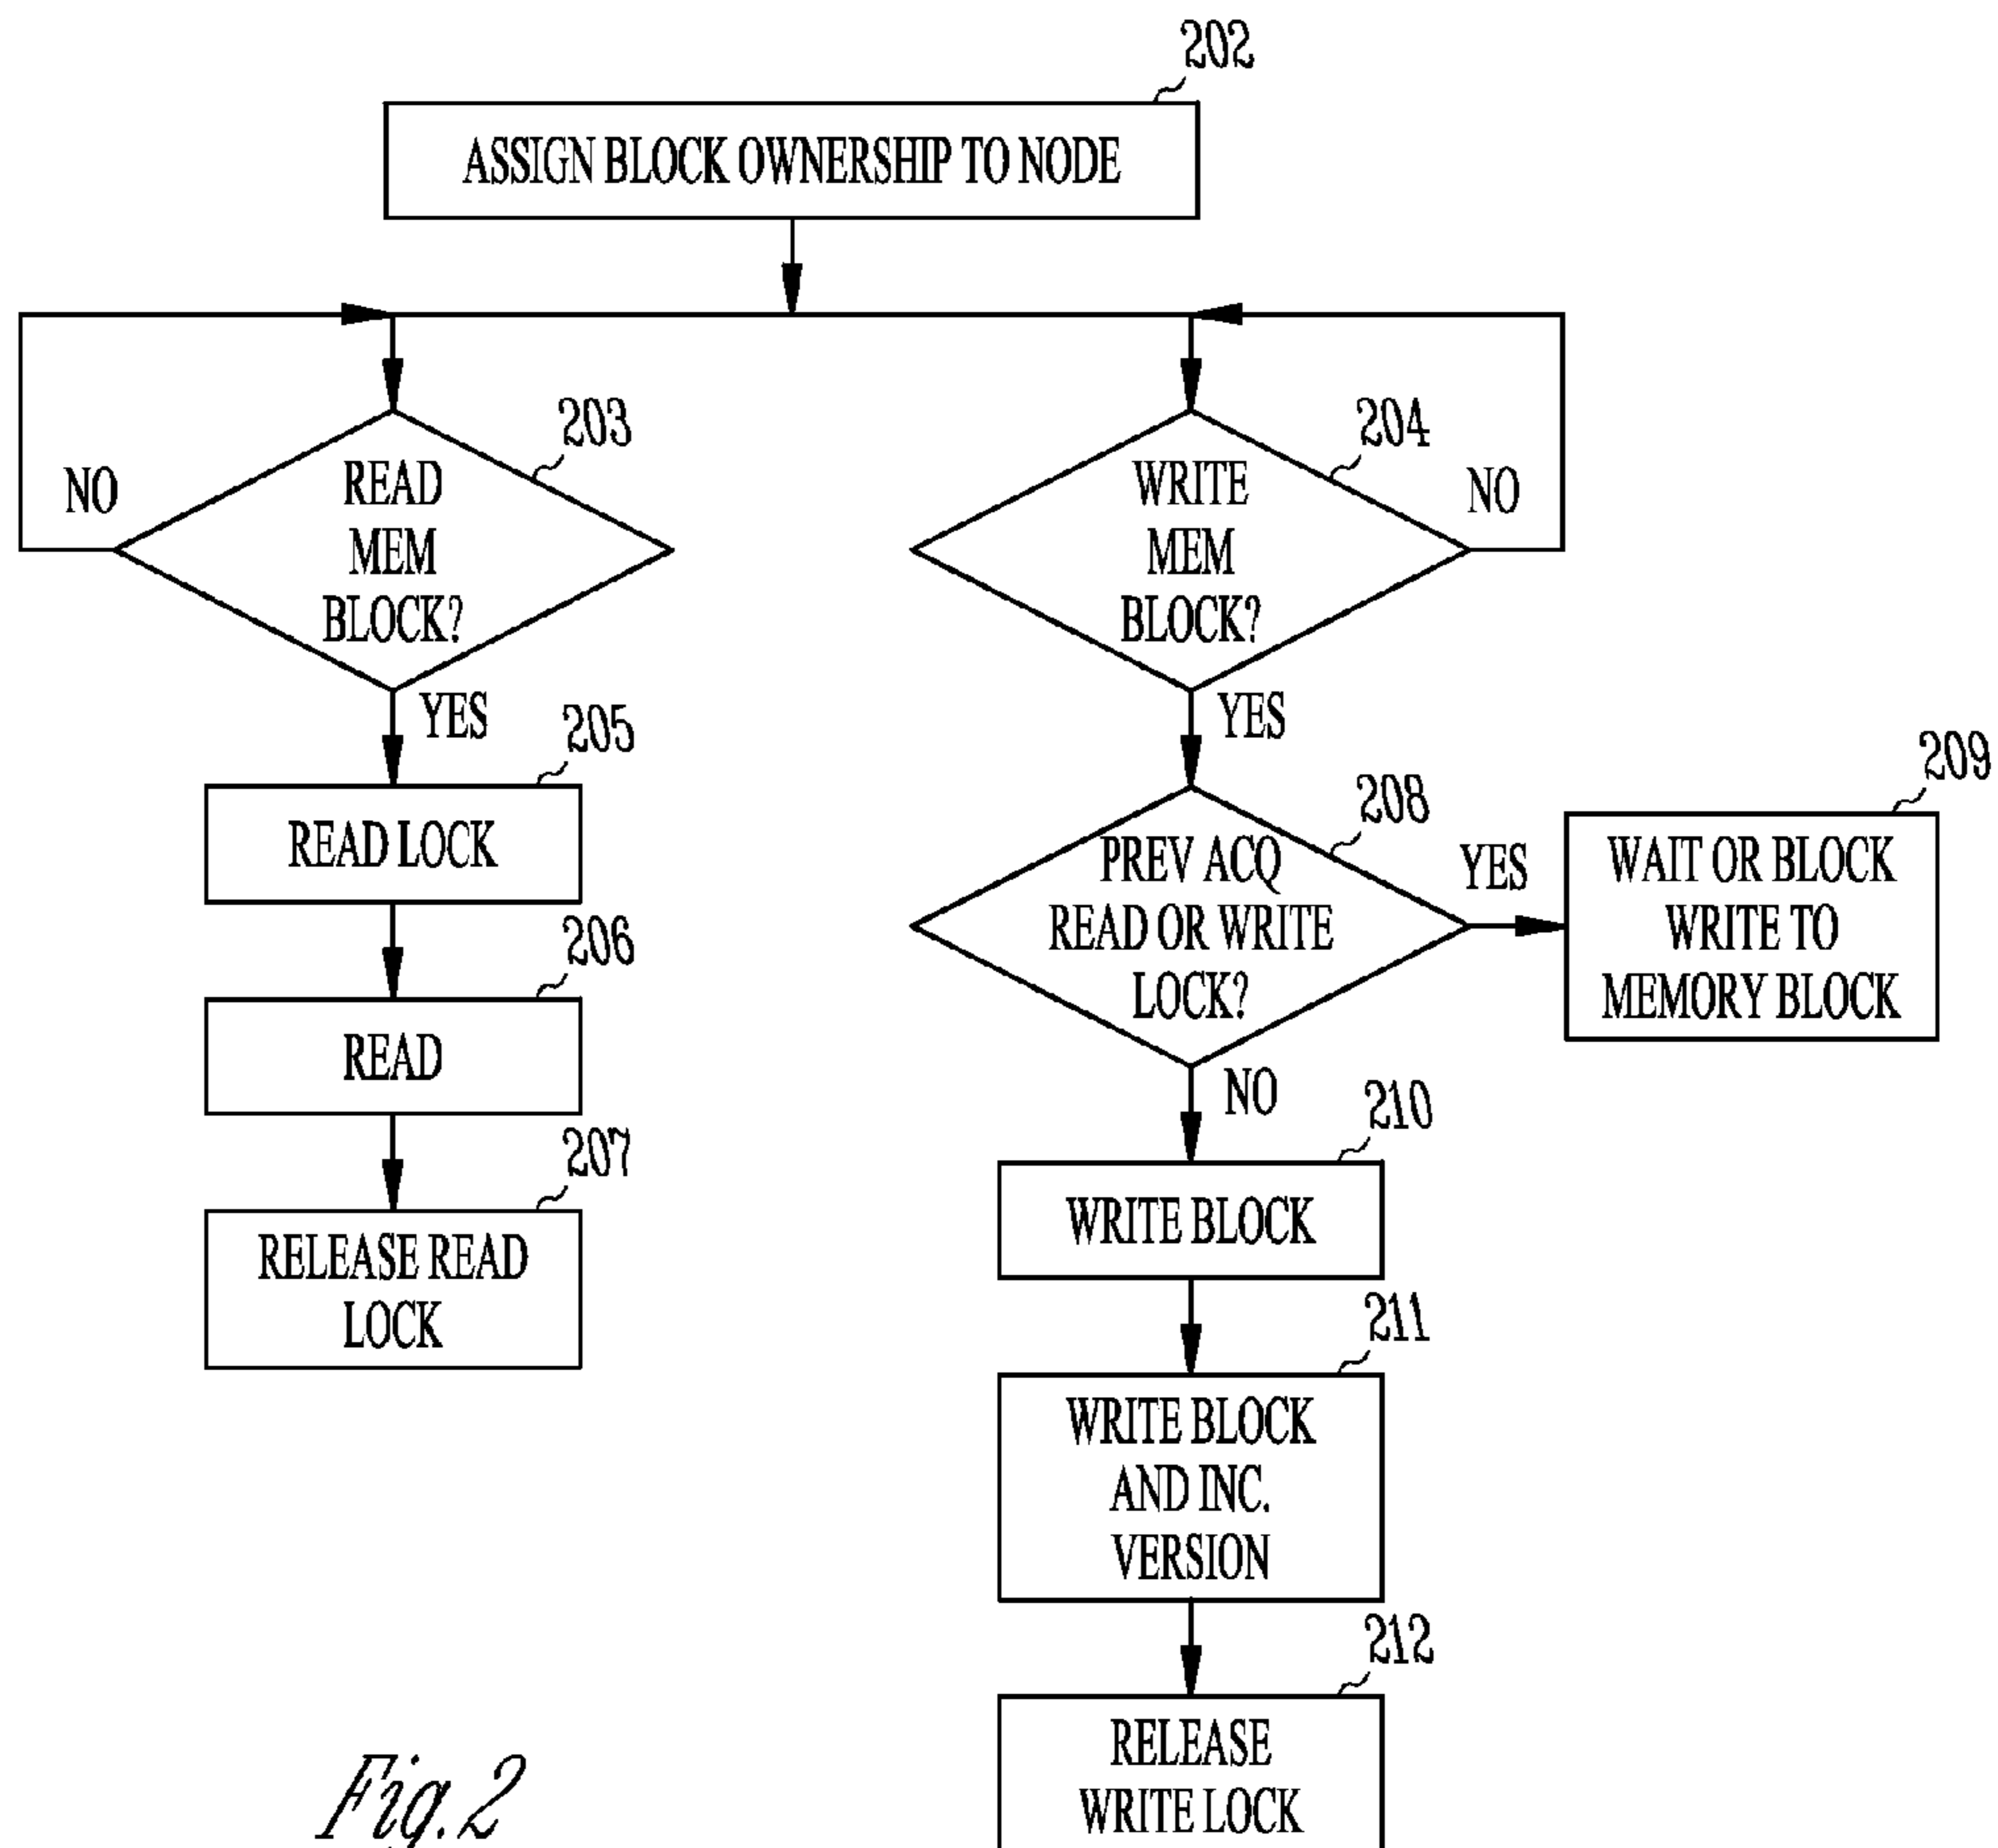 202
ASSIGN BLOCK OWNERSHIP TO NODE
203
READ
MEM
BLOCK?
NO
YES
204
WRITE
MEM
BLOCK?
NO
YES
205
READ LOCK
206
READ
207
RELEASE READ
LOCK
208
PREV ACQ
READ OR WRITE
LOCK?
YES
NO
209
WAIT OR BLOCK
WRITE TO
MEMORY BLOCK
210
WRITE BLOCK
211
WRITE BLOCK
AND INC.
VERSION
212
RELEASE
WRITE LOCK
Fig.2